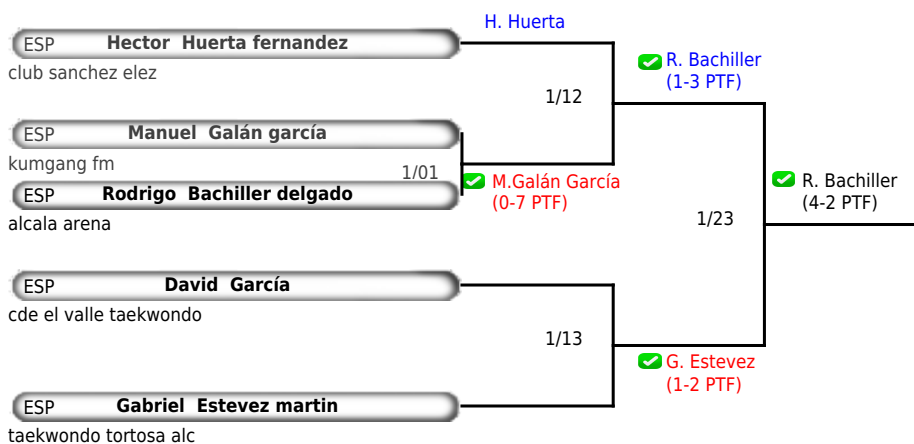 H. Huerta
ESP Hector Huerta fernandez
club sanchez elez
R. Bachiller
(1-3 PTF)
1/12
ESP Manuel Galán garcía
kumgang fm
1/01
M.Galán García
(0-7 PTF)
R. Bachiller
(4-2 PTF)
ESP Rodrigo Bachiller delgado
alcala arena
1/23
ESP David García
cde el valle taekwondo
1/13
G. Estevez
(1-2 PTF)
ESP Gabriel Estevez martin
taekwondo tortosa alc